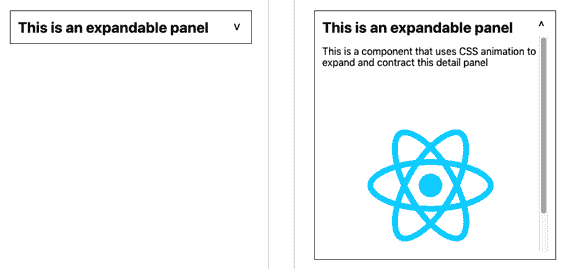 This is an expandable panel v
This is an expandable panel ^
This is a component that uses CSS animation to
expand and contract this detail panel